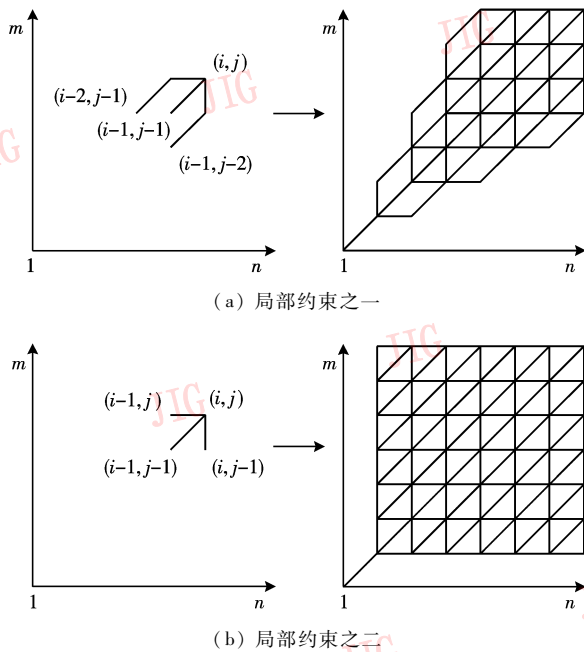 m
m
(i, j)
(i−2, j−1)
(i−1, j−1)
(i−1, j−2)
1
n
1
n
（a）局部约束之一
m
m
(i−1, j)
(i, j)
(i−1, j−1)
(i, j−1)
1
n
1
n
（b）局部约束之二
JIG
JIG
JIG
JIG
JIG
JIG